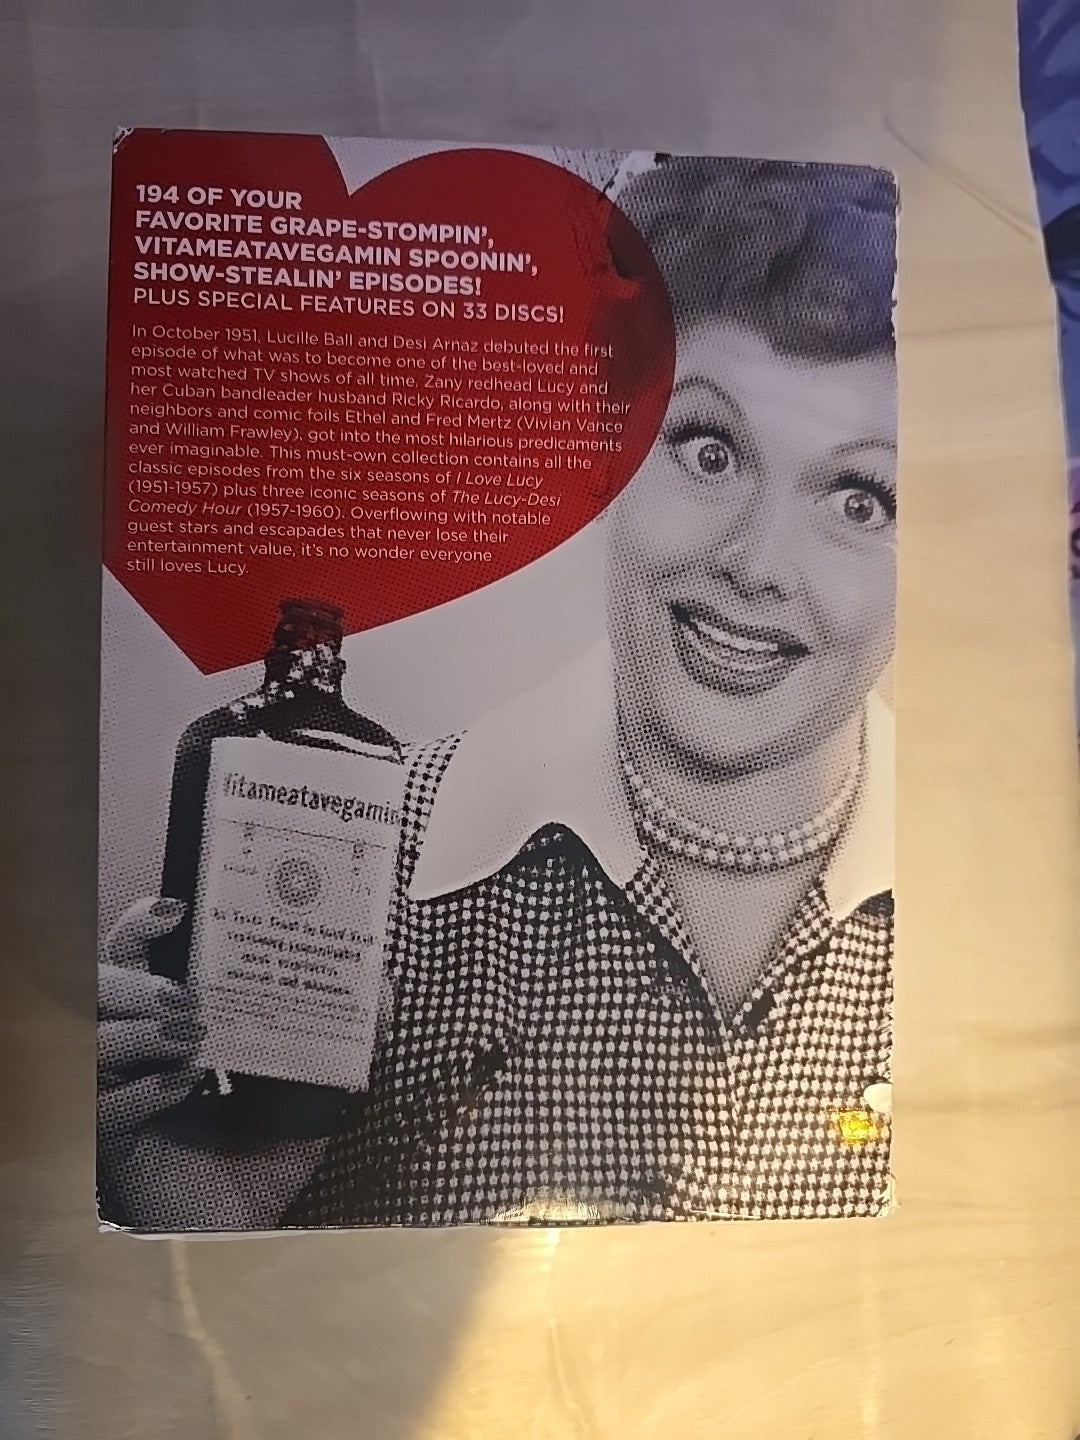 194 OF YOUR
FAVORITE GRAPE-STOMPIN',
VITAMEATAVEGAMIN SPOONIN',
SHOW-STEALIN' EPISODES!
PLUS SPECIAL FEATURES ON 33 DISCS!
In October 1951, Lucille Ball and Desi Arnaz debuted the first
episode of what was to become one of the best-loved and
most watched TV shows of all time. Zany redhead Lucy and
her Cuban bandleader husband Ricky Ricardo, along with their
neighbors and comic foils Ethel and Fred Mertz (Vivian Vance
and William Frawley), got into the most hilarious predicaments
ever imaginable. This must-own collection contains all the
classic episodes from the six seasons of I Love Lucy
(1951-1957) plus three iconic seasons of The Lucy-Desi
Comedy Hour (1957-1960). Overflowing with notable
guest stars and escapades that never lose their
entertainment value, it's no wonder everyone
still loves Lucy.
Vitameatavegamin